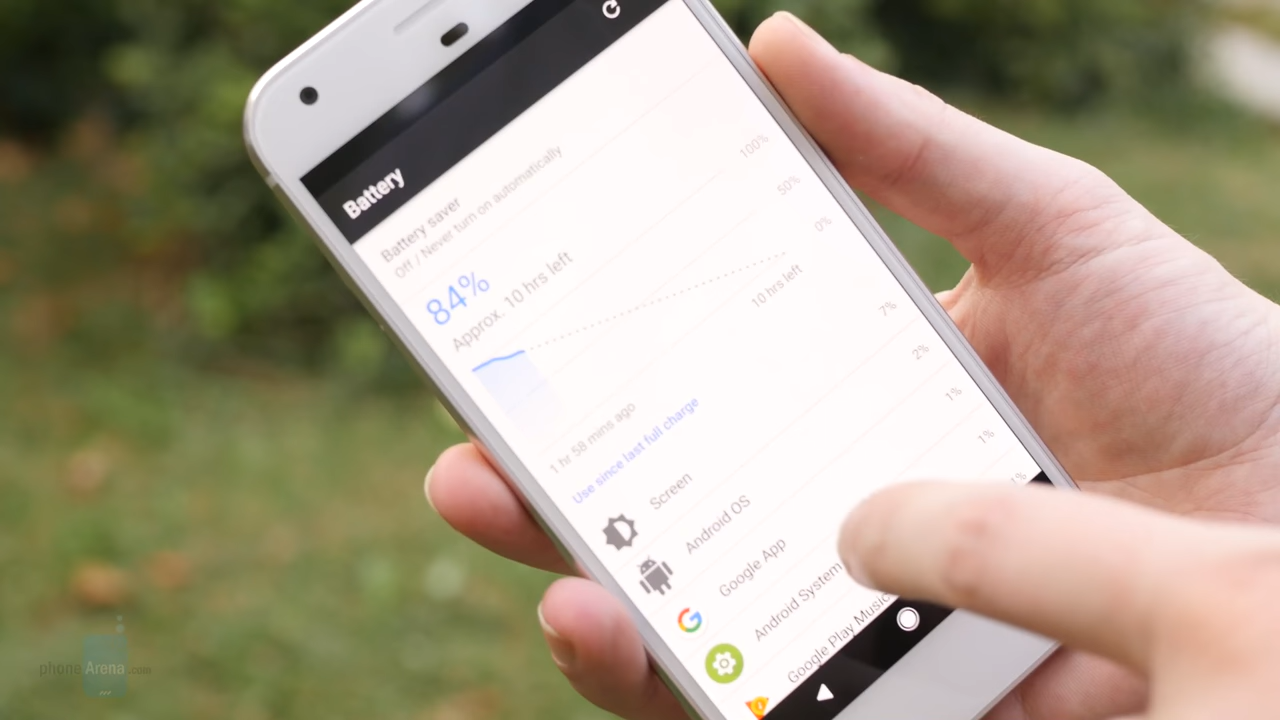 Battery
Battery saver
Off / Never turn on automatically
84%
Approx. 10 hrs left
100%
50%
0%
1 hr 58 mins ago
10 hrs left
Use since last full charge
Screen 7%
Android OS 2%
Google App 1%
Android System 1%
Google Play Music 1%
phoneArena.com